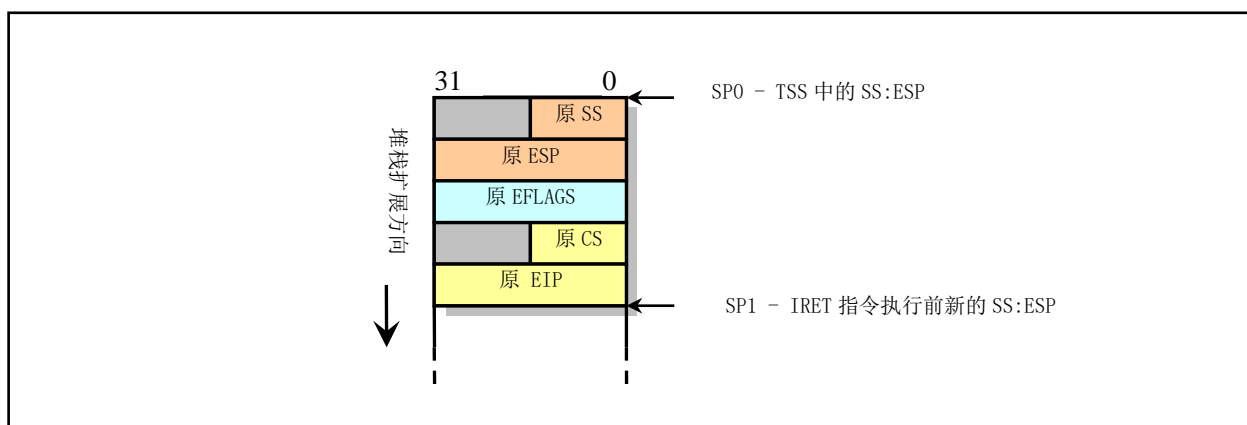 31 0
SP0 - TSS 中的 SS:ESP
原 SS
原 ESP
堆栈扩展方向
原 EFLAGS
原 CS
原 EIP
SP1 - IRET 指令执行前新的 SS:ESP